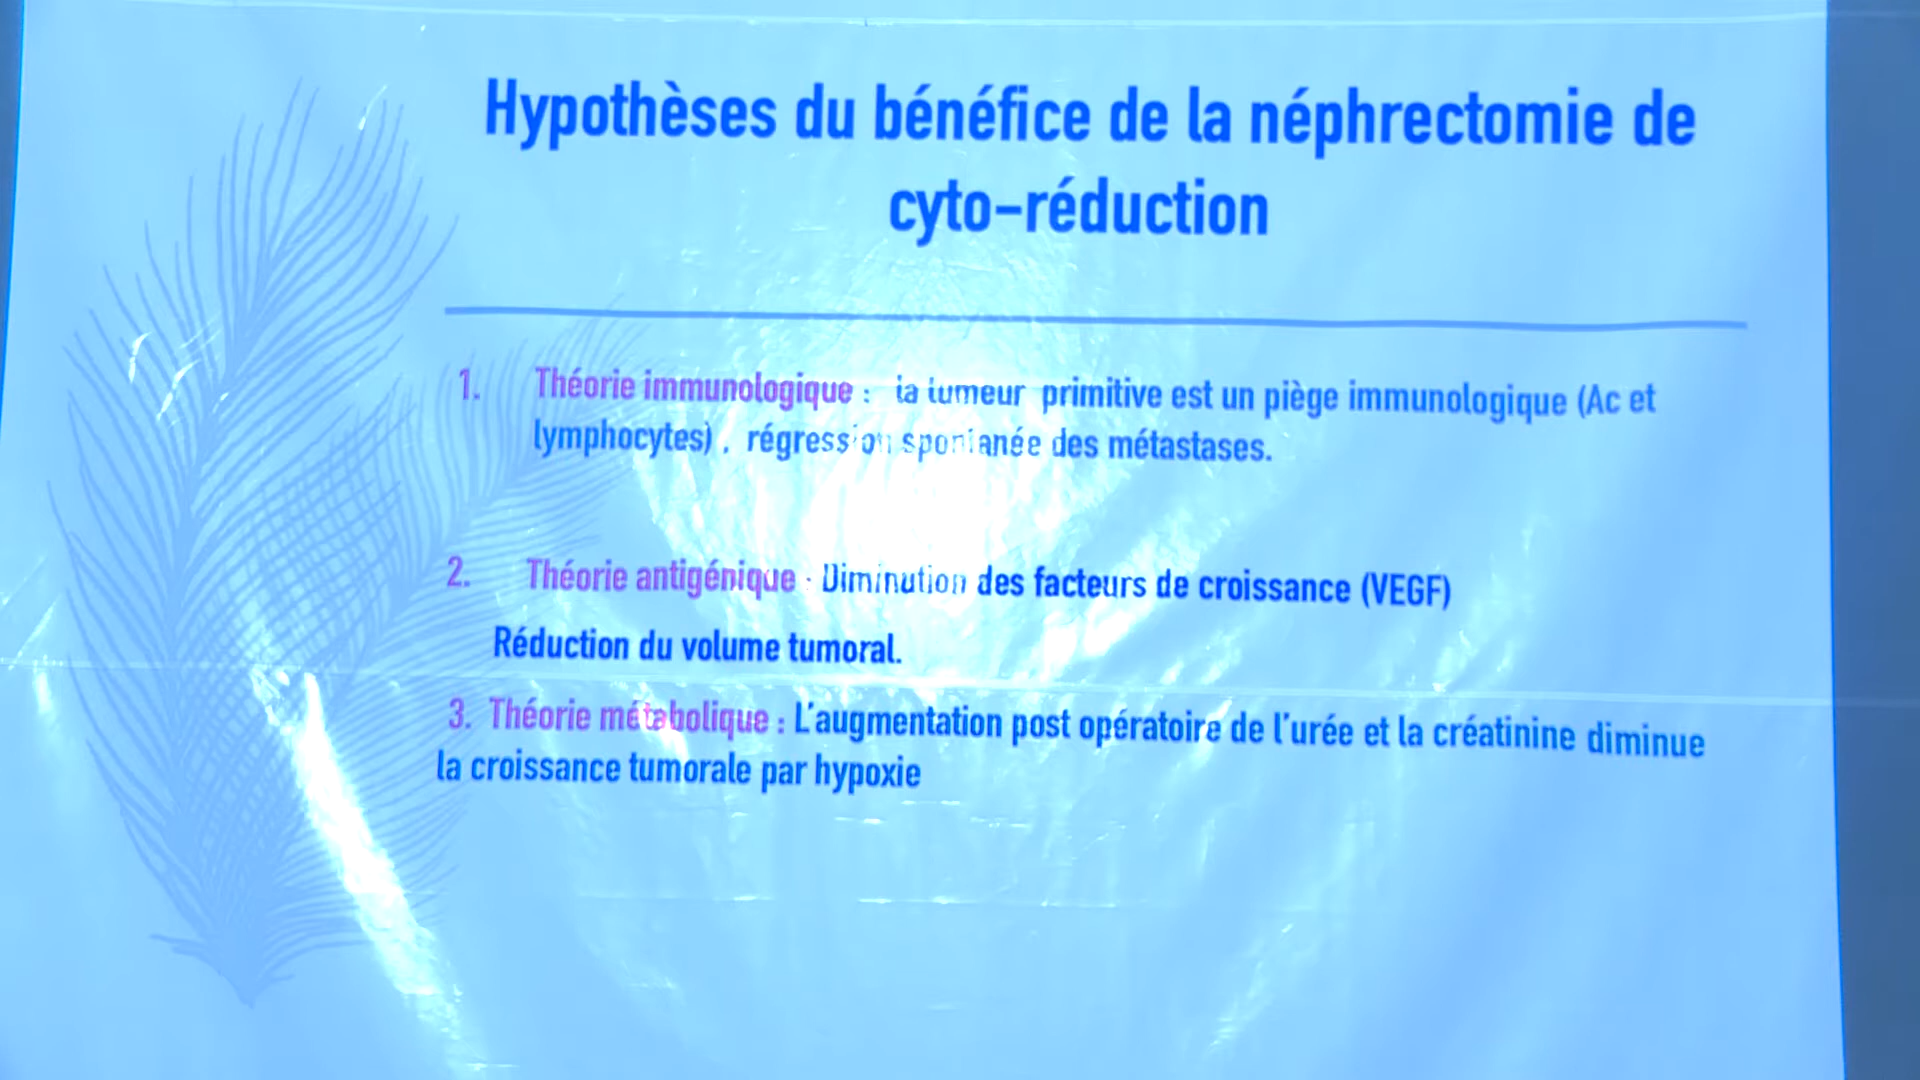 Hypothèses du bénéfice de la néphrectomie de
cyto-réduction
1. Théorie immunologique : la tumeur primitive est un piège immunologique (Ac et
lymphocytes) , régression spontanée des métastases.
2. Théorie antigénique : Diminution des facteurs de croissance (VEGF)
Réduction du volume tumoral.
3. Théorie métabolique : L'augmentation post opératoire de l'urée et la créatinine diminue
la croissance tumorale par hypoxie